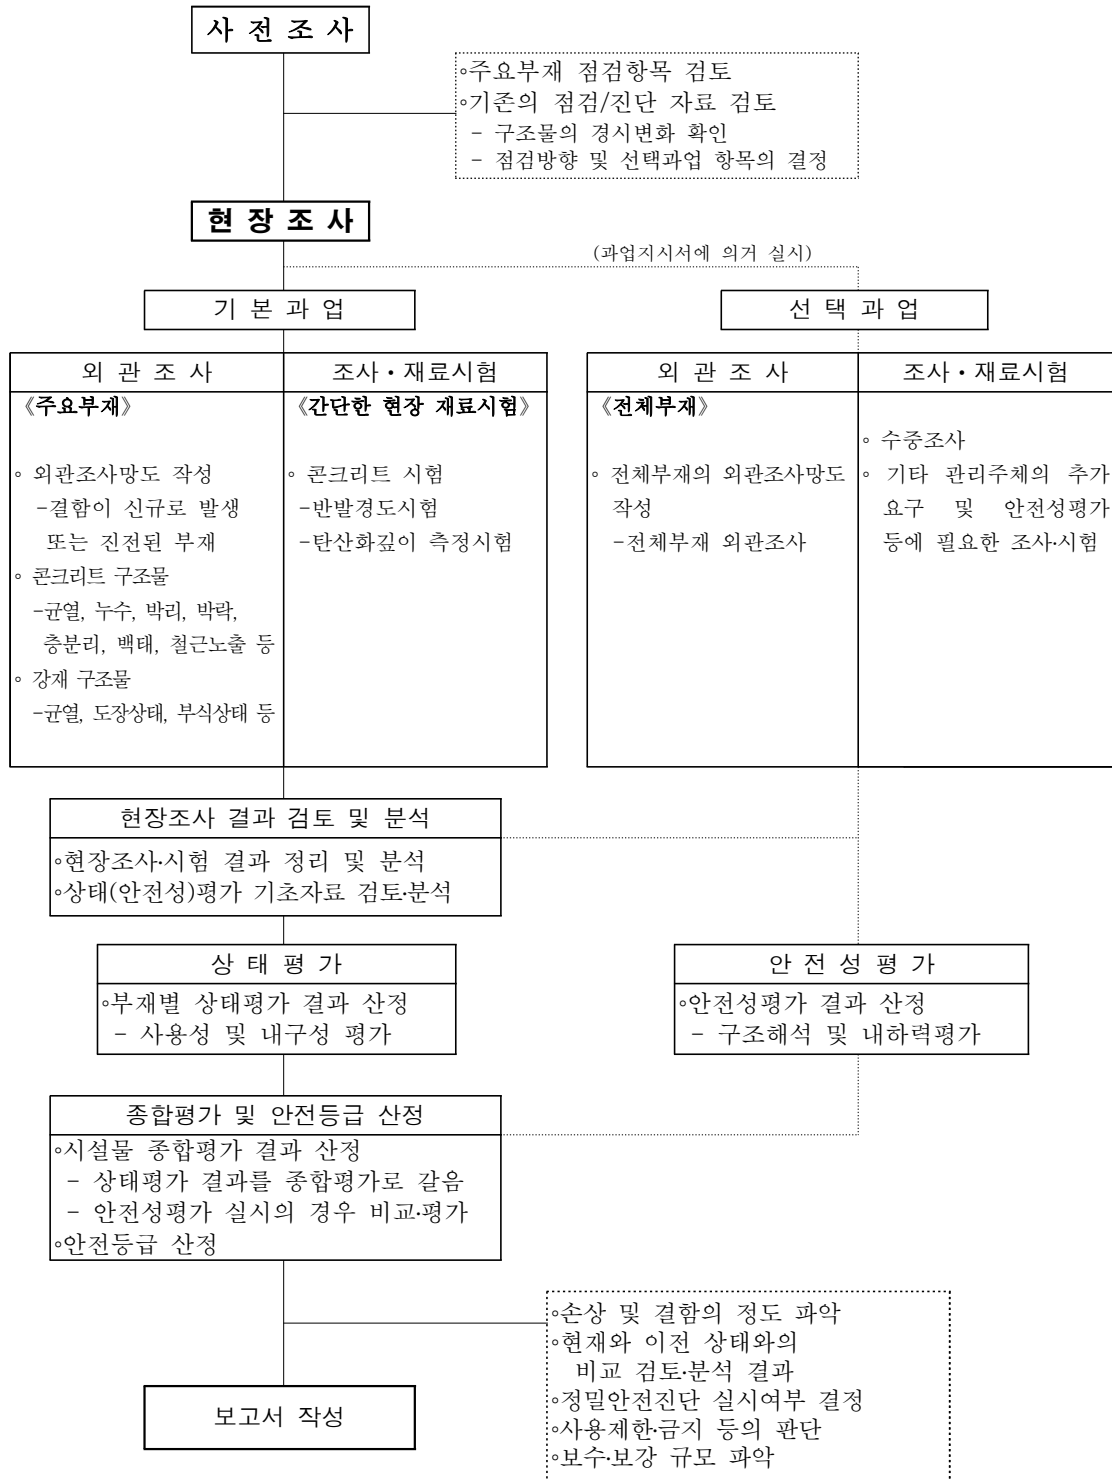 사 전 조 사
◦주요부재 점검항목 검토
◦기존의 점검/진단 자료 검토
- 구조물의 경시변화 확인
- 점검방향 및 선택과업 항목의 결정
현 장 조 사
(과업지시서에 의거 실시)
기 본 과 업
선 택 과 업
외 관 조 사
조사・재료시험
《주요부재》
《간단한 현장 재료시험》
◦ 외관조사망도 작성
-결함이 신규로 발생
또는 진전된 부재
◦ 콘크리트 구조물
-균열, 누수, 박리, 박락,
층분리, 백태, 철근노출 등
◦ 강재 구조물
-균열, 도장상태, 부식상태 등
◦ 콘크리트 시험
-반발경도시험
-탄산화깊이 측정시험
외 관 조 사
조사・재료시험
《전체부재》
◦ 전체부재의 외관조사망도
작성
-전체부재 외관조사
◦ 수중조사
◦ 기타 관리주체의 추가
요구 및 안전성평가
등에 필요한 조사·시험
현장조사 결과 검토 및 분석
◦현장조사·시험 결과 정리 및 분석
◦상태(안전성)평가 기초자료 검토·분석
상 태 평 가
◦부재별 상태평가 결과 산정
- 사용성 및 내구성 평가
안 전 성 평 가
◦안전성평가 결과 산정
- 구조해석 및 내하력평가
종합평가 및 안전등급 산정
◦시설물 종합평가 결과 산정
- 상태평가 결과를 종합평가로 갈음
- 안전성평가 실시의 경우 비교·평가
◦안전등급 산정
◦손상 및 결함의 정도 파악
◦현재와 이전 상태와의
비교 검토·분석 결과
◦정밀안전진단 실시여부 결정
◦사용제한·금지 등의 판단
◦보수·보강 규모 파악
보고서 작성